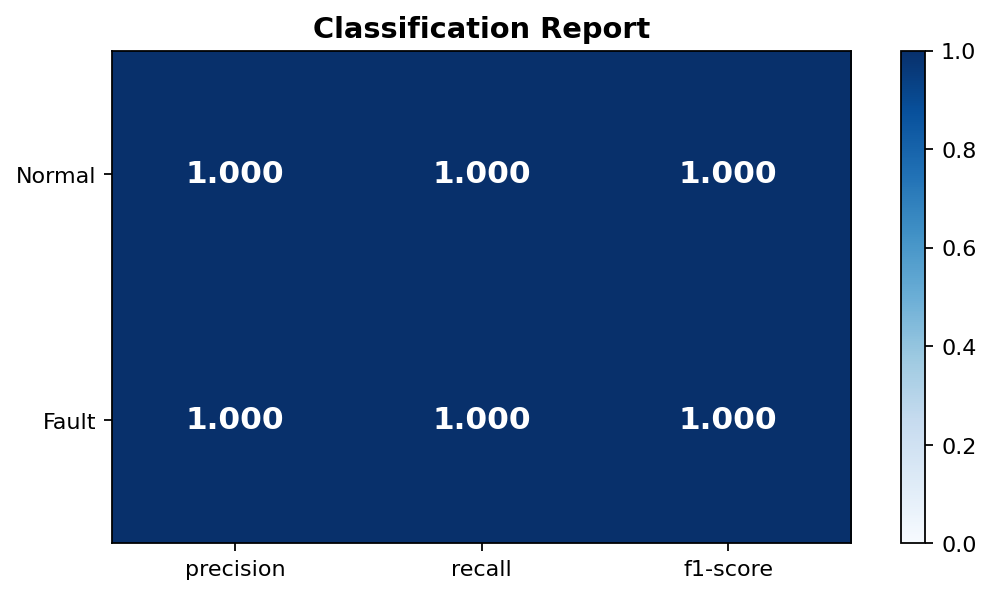 Classification Report
Normal 1.000 1.000 1.000
Fault 1.000 1.000 1.000
precision recall f1-score
1.0
0.8
0.6
0.4
0.2
0.0